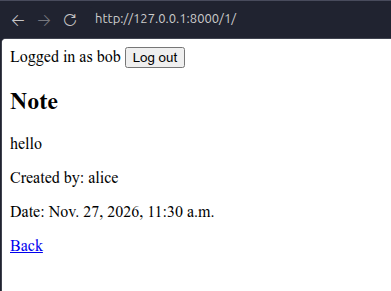 http://127.0.0.1:8000/1/
Logged in as bob Log out
Note
hello
Created by: alice
Date: Nov. 27, 2026, 11:30 a.m.
Back